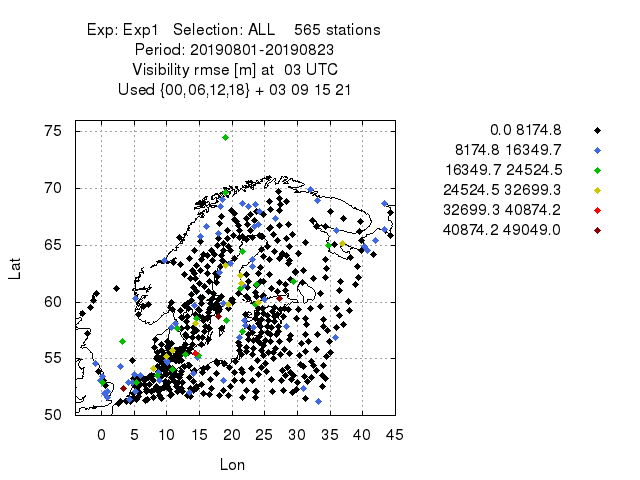 Exp: Exp1   Selection: ALL    565 stations
Period: 20190801-20190823
Visibility rmse [m] at  03 UTC
Used {00,06,12,18} + 03 09 15 21
0.0 8174.8
8174.8 16349.7
16349.7 24524.5
24524.5 32699.3
32699.3 40874.2
40874.2 49049.0
75
70
65
60
55
50
Lat
0 5 10 15 20 25 30 35 40 45
Lon